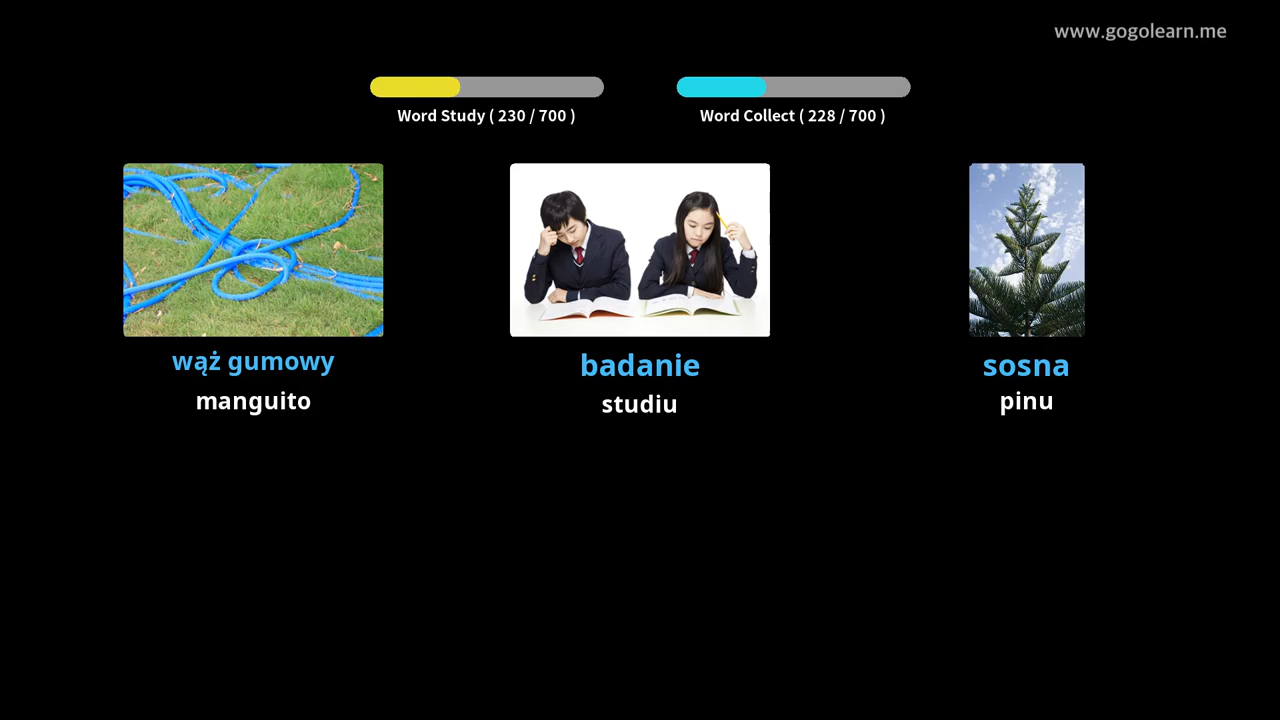 www.gogolearn.me
Word Study ( 230 / 700 )
Word Collect ( 228 / 700 )
wąż gumowy
manguito
badanie
studiu
sosna
pinu